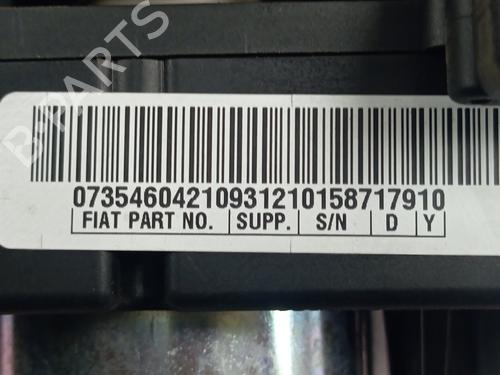 B-PARTS
07354604210931210158717910
FIAT PART NO. SUPP. S/N D Y